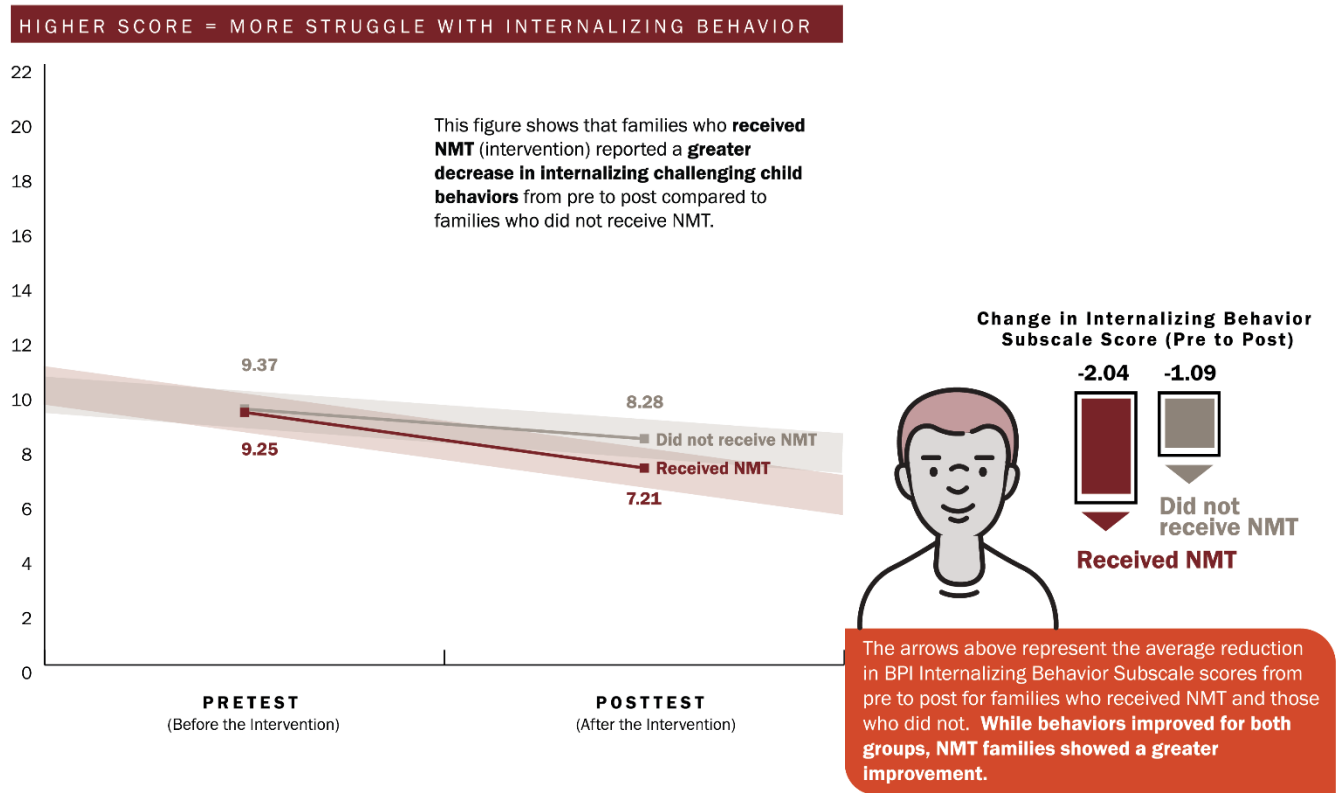 HIGHER SCORE = MORE STRUGGLE WITH INTERNALIZING BEHAVIOR
22
20
18
16
14
12
10
8
6
4
2
0
This figure shows that families who received
NMT (intervention) reported a greater
decrease in internalizing challenging child
behaviors from pre to post compared to
families who did not receive NMT.
9.37
9.25
8.28
Did not receive NMT
Received NMT
7.21
PRETEST
(Before the Intervention)
POSTTEST
(After the Intervention)
Change in Internalizing Behavior
Subscale Score (Pre to Post)
-2.04 -1.09
Did not
receive NMT
Received NMT
The arrows above represent the average reduction
in BPI Internalizing Behavior Subscale scores from
pre to post for families who received NMT and those
who did not. While behaviors improved for both
groups, NMT families showed a greater
improvement.